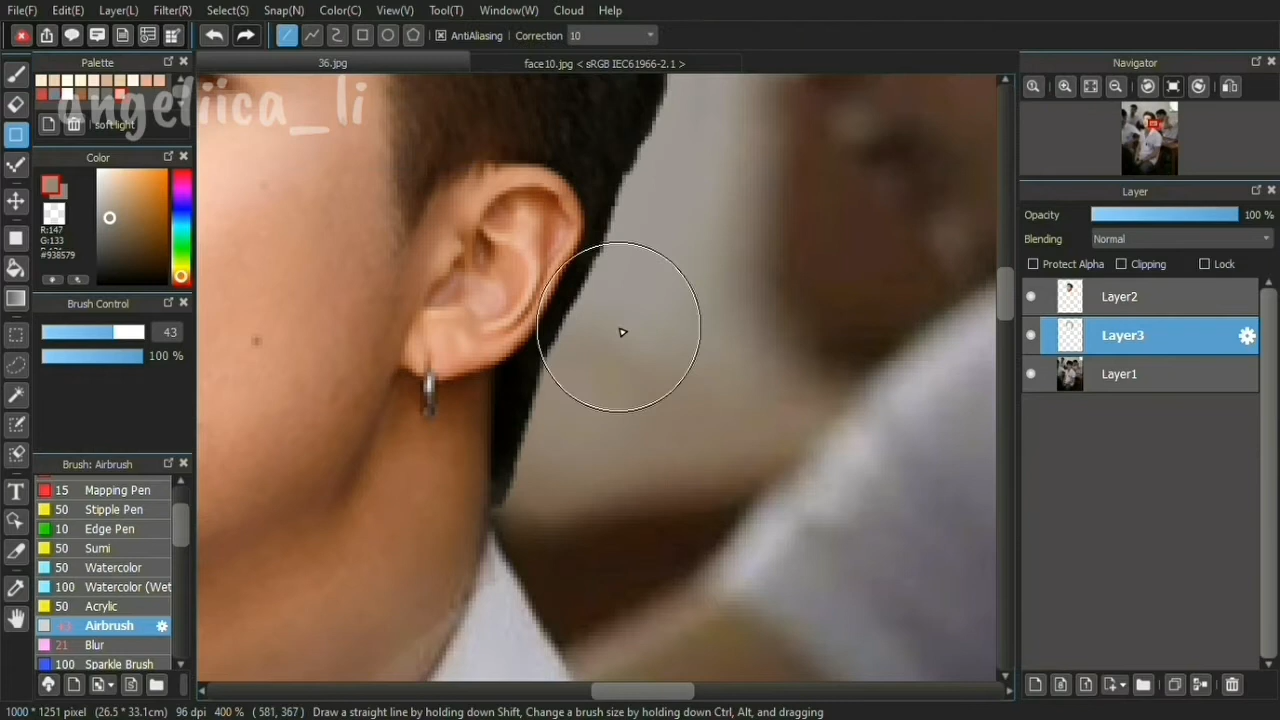 File(F) Edit(E) Layer(L) Filter(R) Select(S) Snap(N) Color(C) View(V) Tool(T) Window(W) Cloud Help
AntiAliasing Correction 10
Palette
36.jpg
face10.jpg < sRGB IEC61966-2.1 >
Navigator
angeliica_li
soft light
Color
R:147
G:133
#938579
Brush Control
43
100 %
Brush: Airbrush
15 Mapping Pen
50 Stipple Pen
10 Edge Pen
50 Sumi
50 Watercolor
100 Watercolor (Wet
50 Acrylic
43 Airbrush
21 Blur
100 Sparkle Brush
Layer
Opacity 100 %
Blending Normal
Protect Alpha Clipping Lock
Layer2
Layer3
Layer1
1000 * 1251 pixel (26.5 * 33.1cm) 96 dpi 400 % ( 581, 367 ) Draw a straight line by holding down Shift, Change a brush size by holding down Ctrl, Alt, and dragging